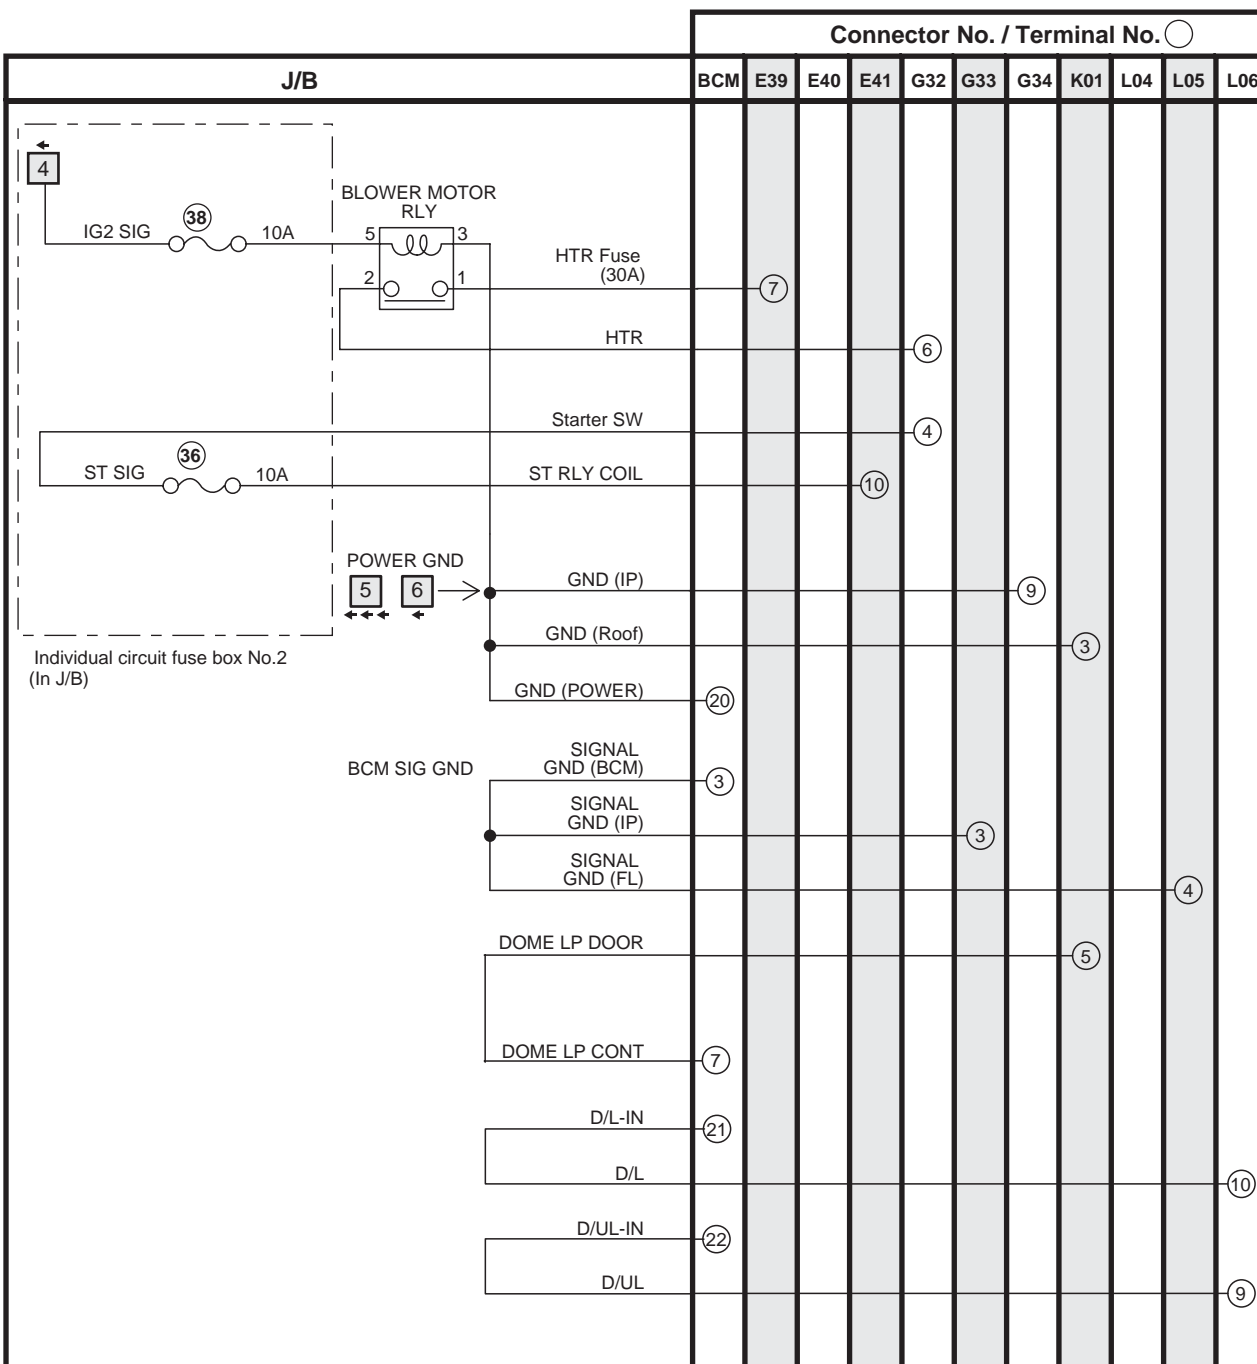 Connector No. / Terminal No.
J/B BCM E39 E40 E41 G32 G33 G34 K01 L04 L05 L06
4
BLOWER MOTOR
RLY
IG2 SIG 38 10A 5 3
HTR Fuse
(30A)
2 1 7
HTR 6
Starter SW 4
ST SIG 36 10A ST RLY COIL 10
POWER GND
5 6 GND (IP) 9
GND (Roof) 3
Individual circuit fuse box No.2
(In J/B)
GND (POWER) 20
SIGNAL
BCM SIG GND GND (BCM) 3
SIGNAL
GND (IP) 3
SIGNAL
GND (FL) 4
DOME LP DOOR 5
DOME LP CONT 7
D/L-IN 21
D/L 10
D/UL-IN 22
D/UL 9